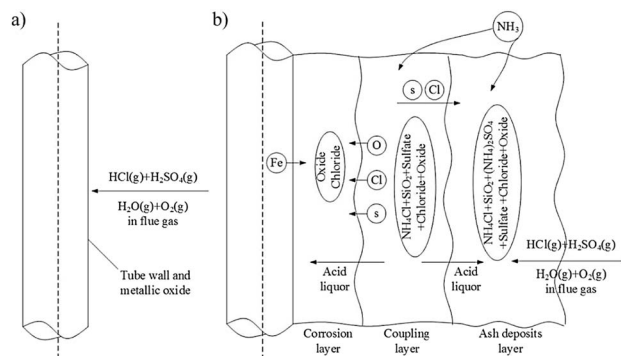 a)
HCl(g)+H2SO4(g)
H2O(g)+O2(g)
in flue gas
Tube wall and
metallic oxide
b)
NH3
s
Cl
Fe
Oxide
Chloride
O
Cl
s
NH4Cl+SiO2+Sulfate
+Chloride+Oxide
NH4Cl+SiO2+(NH4)2SO4
+Sulfate+Chloride+Oxide
HCl(g)+H2SO4(g)
H2O(g)+O2(g)
in flue gas
Acid
liquor
Acid
liquor
Corrosion
layer
Coupling
layer
Ash deposits
layer